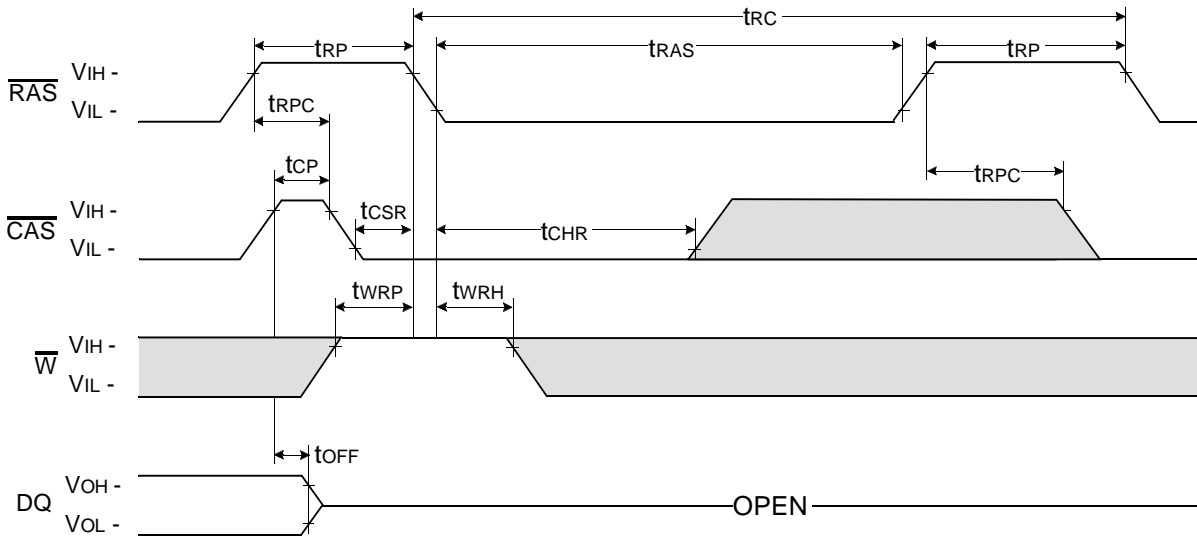 tRC
tRP
tRAS
tRP
RAS
VIH -
VIL -
tRPC
tCP
tRPC
CAS
VIH -
VIL -
tCSR
tCHR
tWRP
tWRH
W
VIH -
VIL -
tOFF
DQ
VOH -
VOL -
OPEN